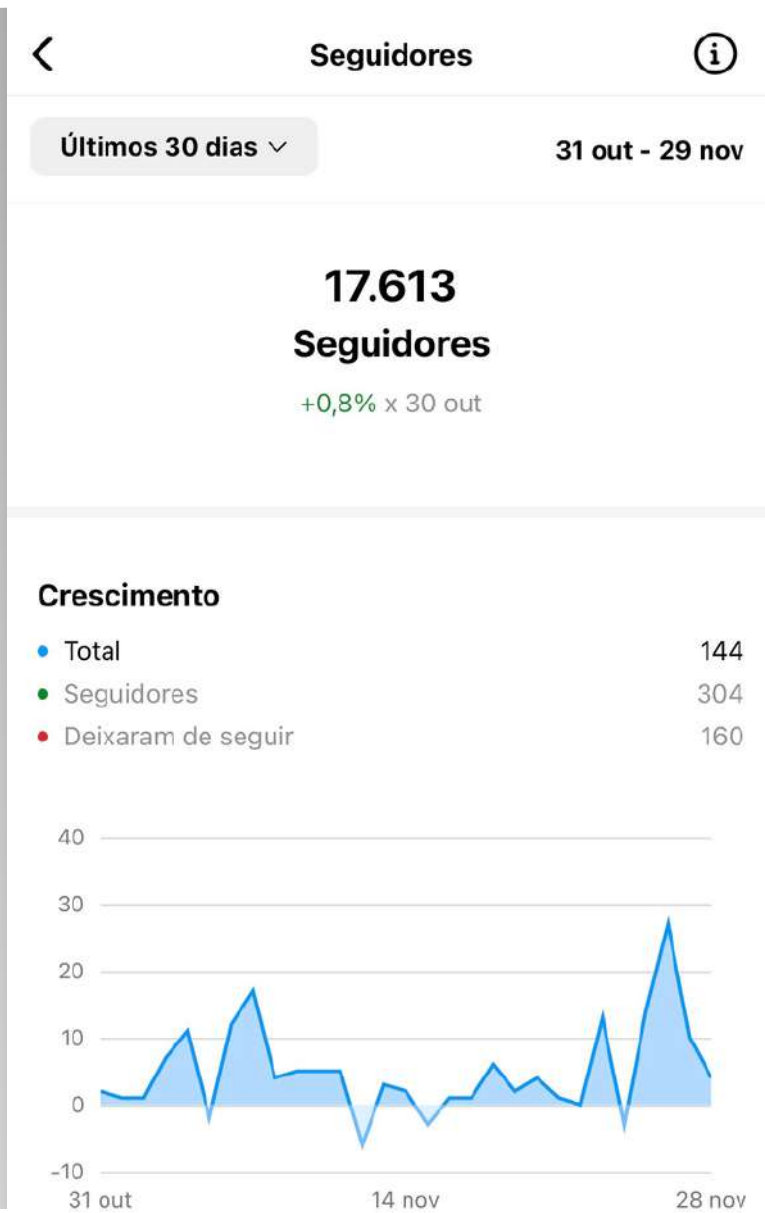 Seguidores
Últimos 30 dias
31 out - 29 nov
17.613
Seguidores
+0,8% x 30 out
Crescimento
Total 144
Seguidores 304
Deixaram de seguir 160
40
30
20
10
0
-10
31 out 14 nov 28 nov